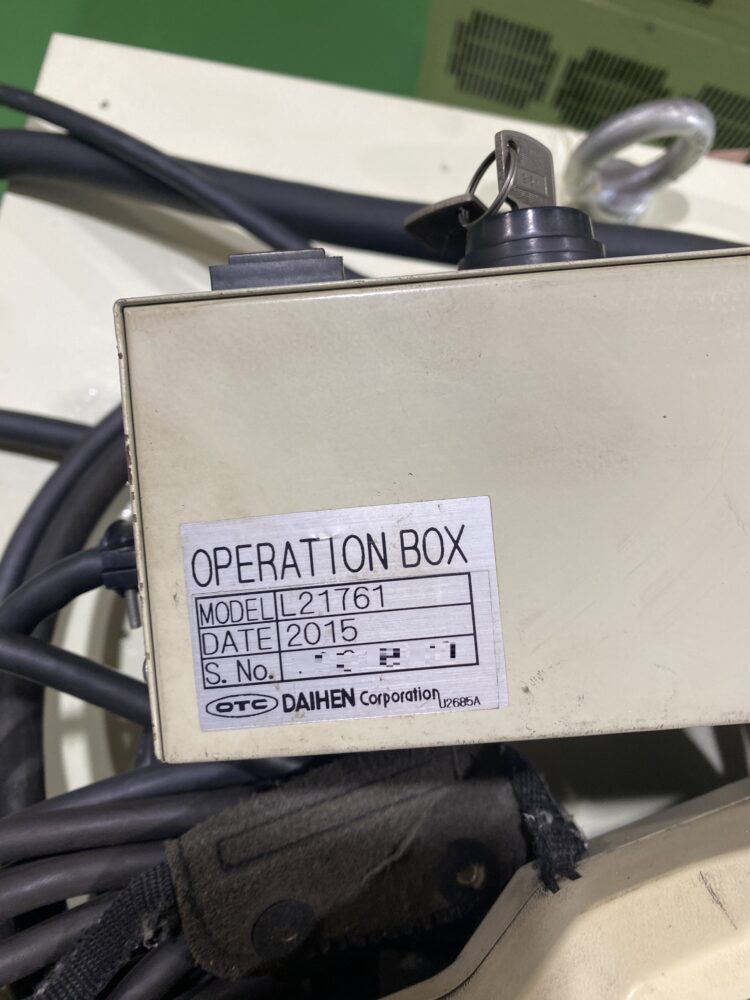 OPERATION BOX
MODEL L21761
DATE 2015
S. No.
OTC DAIHEN Corporation U2685A